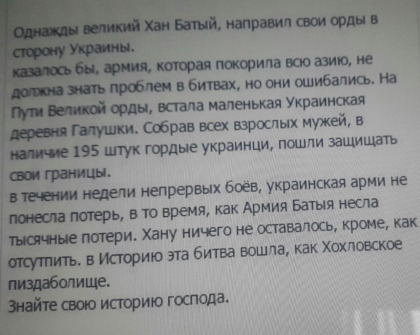 Однажды великий Хан Батый, направил свои орды в
сторону Украины.
казалось бы, армия, которая покорила всю азию, не
должна знать проблем в битвах, но они ошибались. На
Пути Великой орды, встала маленькая Украинская
деревня Галушки. Собрав всех взрослых мужей, в
наличие 195 штук гордые украинци, пошли защищать
свои границы.
в течении недели непрервых боёв, украинская арми не
понесла потерь, в то время, как Армия Батыя несла
тысячные потери. Хану ничего не оставалось, кроме, как
отсутпить. в Историю эта битва вошла, как Хохловское
пиздаболище.
Знайте свою историю господа.